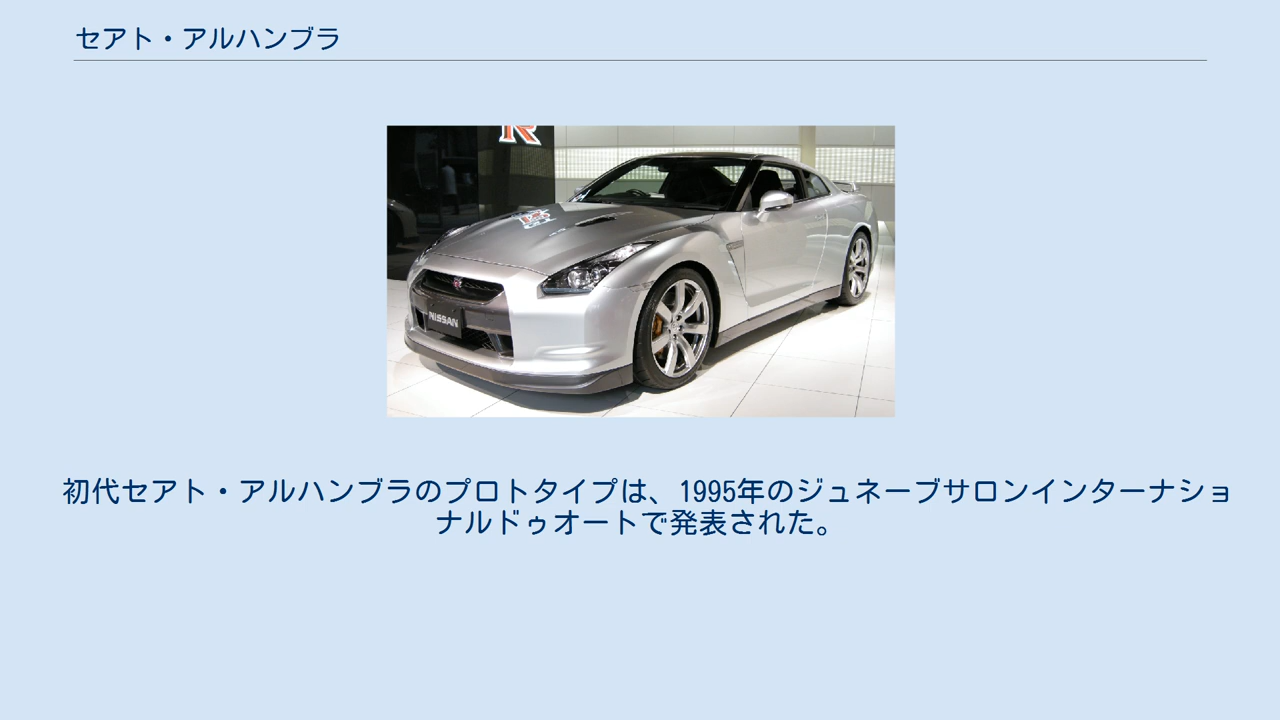 セアト・アルハンブラ
R
NISSAN
初代セアト・アルハンブラのプロトタイプは、1995年のジュネーブサロンインターナショ
ナルドゥオートで発表された。